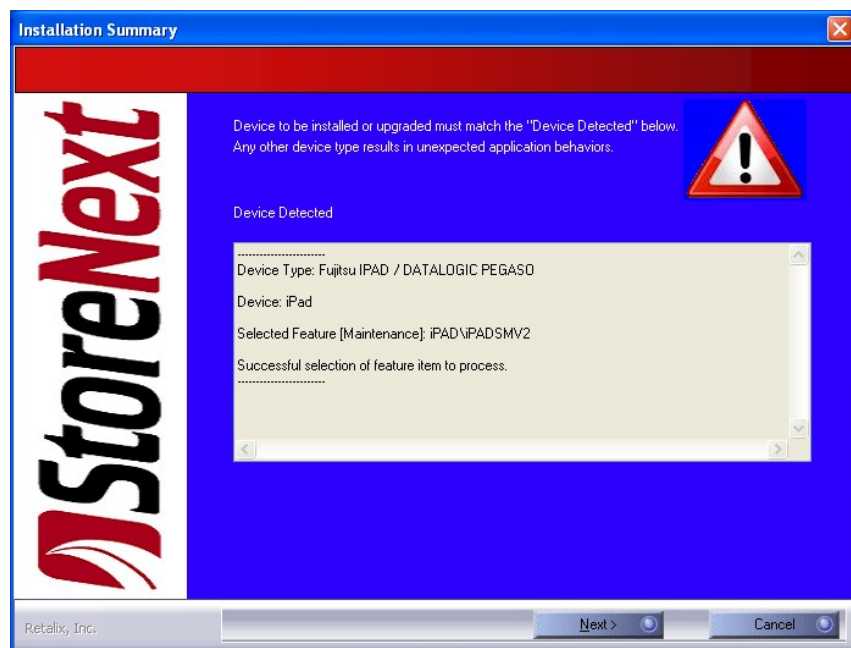 Installation Summary
StoreNext
Device to be installed or upgraded must match the "Device Detected" below.
Any other device type results in unexpected application behaviors.
Device Detected
------------------------
Device Type: Fujitsu IPAD / DATALOGIC PEGASO
Device: iPad
Selected Feature [Maintenance]: iPAD\iPADSMV2
Successful selection of feature item to process.
------------------------
Retalix, Inc.
Next >
Cancel